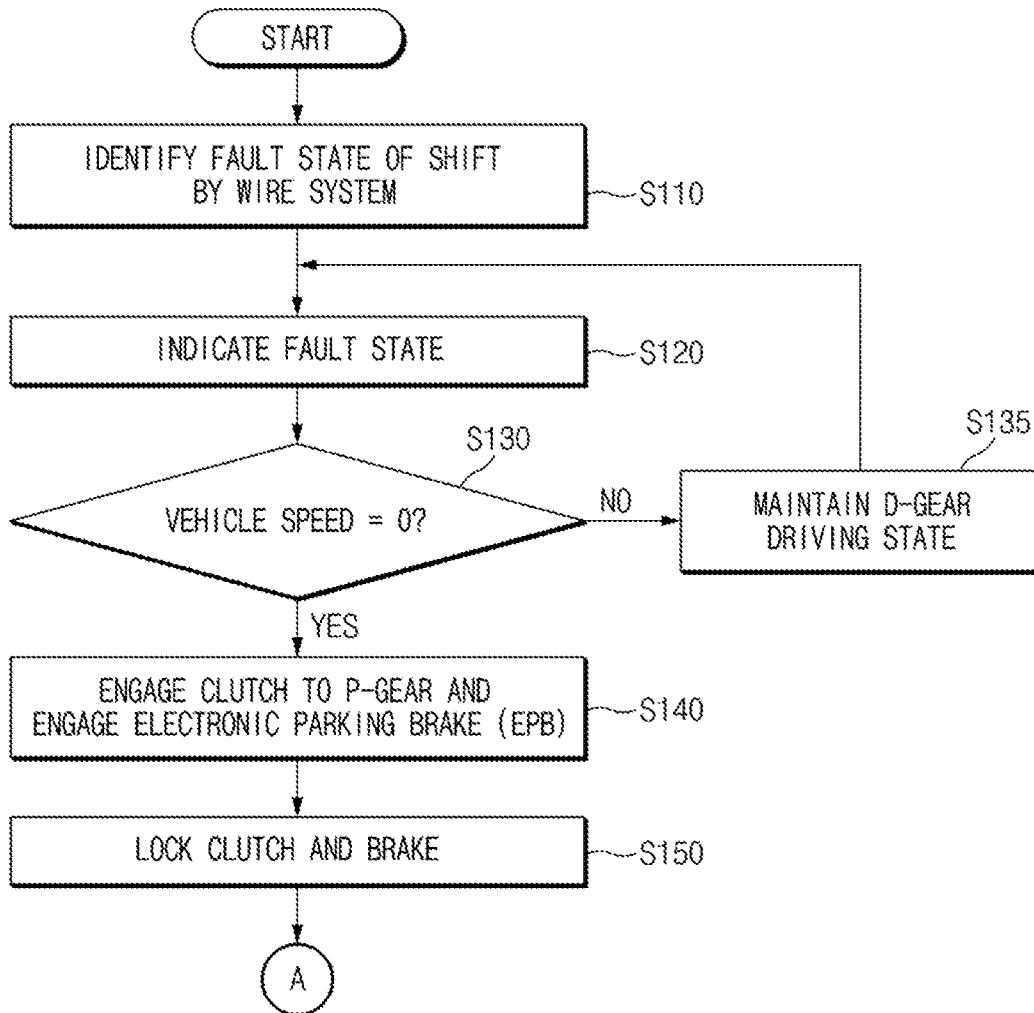 START
IDENTIFY FAULT STATE OF SHIFT
BY WIRE SYSTEM
S110
INDICATE FAULT STATE
S120
S130
VEHICLE SPEED = 0?
NO
S135
MAINTAIN D-GEAR
DRIVING STATE
YES
ENGAGE CLUTCH TO P-GEAR AND
ENGAGE ELECTRONIC PARKING BRAKE (EPB)
S140
LOCK CLUTCH AND BRAKE
S150
A